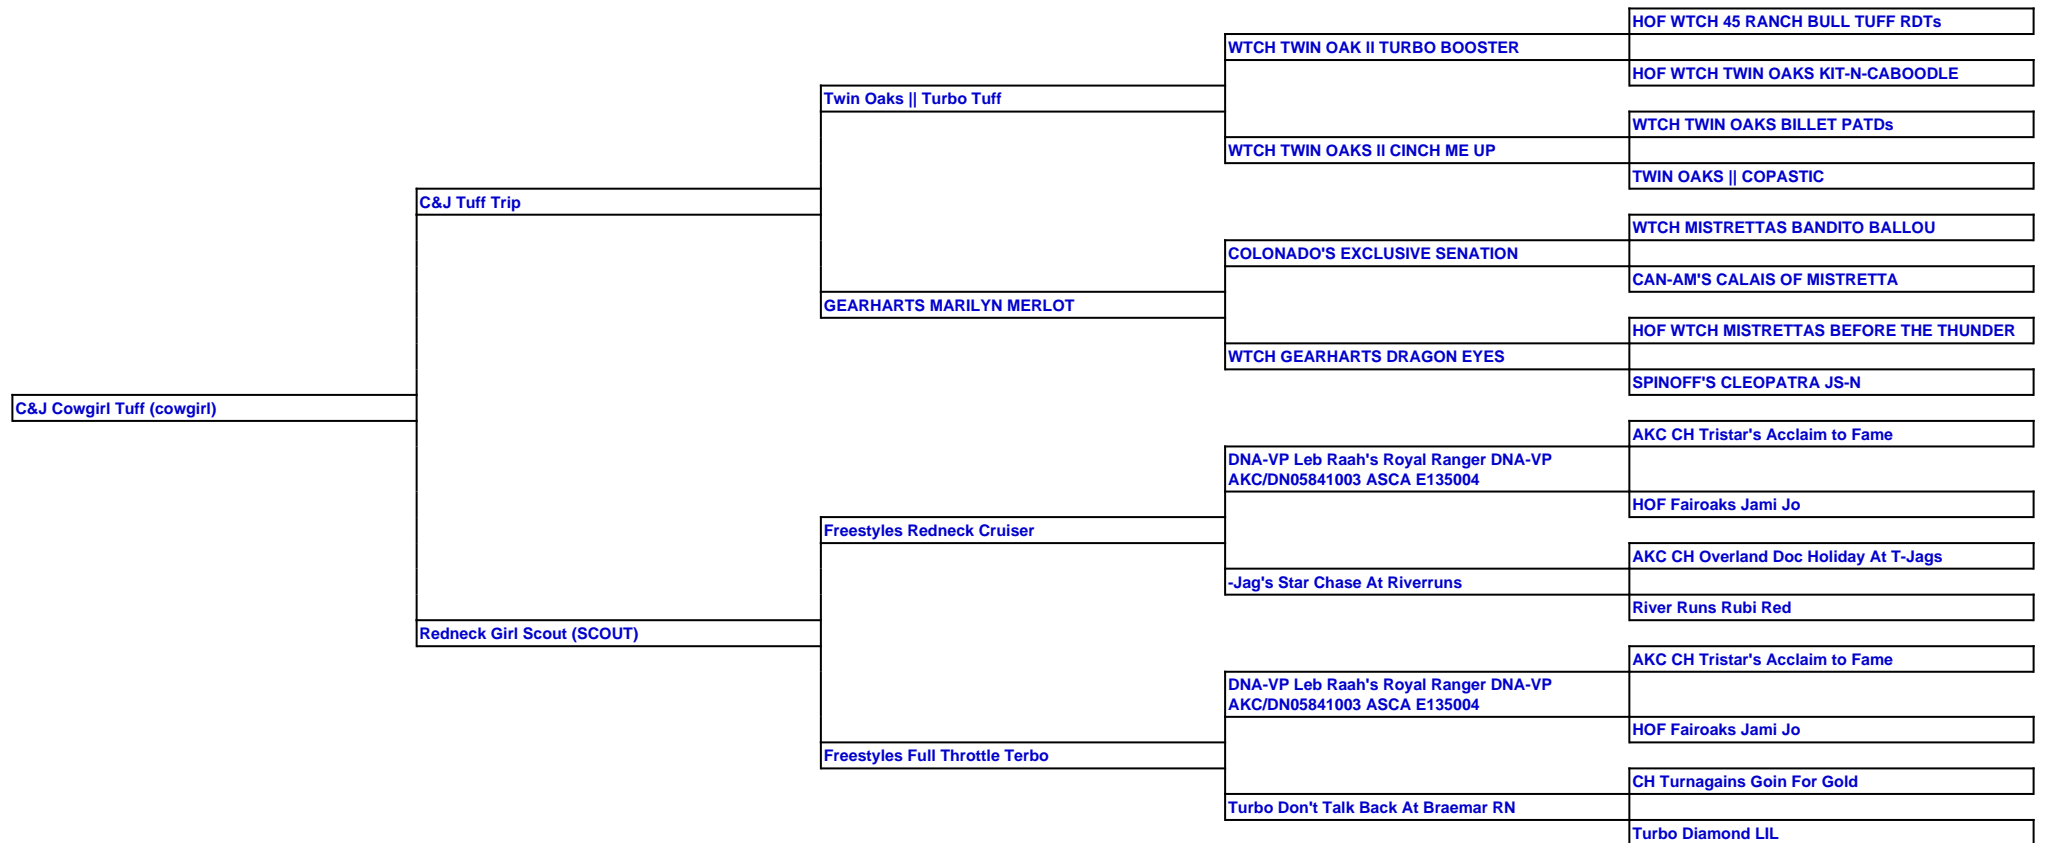 HOF WTCH 45 RANCH BULL TUFF RDTs
WTCH TWIN OAK II TURBO BOOSTER
HOF WTCH TWIN OAKS KIT-N-CABOODLE
Twin Oaks || Turbo Tuff
WTCH TWIN OAKS BILLET PATDs
WTCH TWIN OAKS II CINCH ME UP
TWIN OAKS || COPASTIC
C&J Tuff Trip
WTCH MISTRETTAS BANDITO BALLOU
COLONADO'S EXCLUSIVE SENATION
CAN-AM'S CALAIS OF MISTRETTA
GEARHARTS MARILYN MERLOT
HOF WTCH MISTRETTAS BEFORE THE THUNDER
WTCH GEARHARTS DRAGON EYES
SPINOFF'S CLEOPATRA JS-N
C&J Cowgirl Tuff (cowgirl)
AKC CH Tristar's Acclaim to Fame
DNA-VP Leb Raah's Royal Ranger DNA-VP
AKC/DN05841003 ASCA E135004
HOF Fairoaks Jami Jo
Freestyles Redneck Cruiser
AKC CH Overland Doc Holiday At T-Jags
-Jag's Star Chase At Riverruns
River Runs Rubi Red
Redneck Girl Scout (SCOUT)
AKC CH Tristar's Acclaim to Fame
DNA-VP Leb Raah's Royal Ranger DNA-VP
AKC/DN05841003 ASCA E135004
HOF Fairoaks Jami Jo
Freestyles Full Throttle Terbo
CH Turnagains Goin For Gold
Turbo Don't Talk Back At Braemar RN
Turbo Diamond LIL